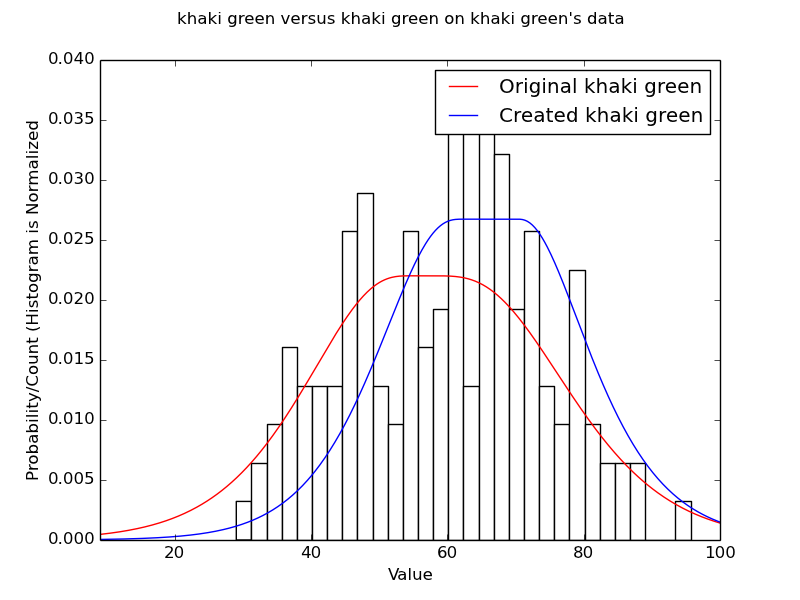 khaki green versus khaki green on khaki green's data
Original khaki green
Created khaki green
0.040
0.035
0.030
0.025
0.020
0.015
0.010
0.005
0.000
Probability/Count (Histogram is Normalized
20 40 60 80 100
Value